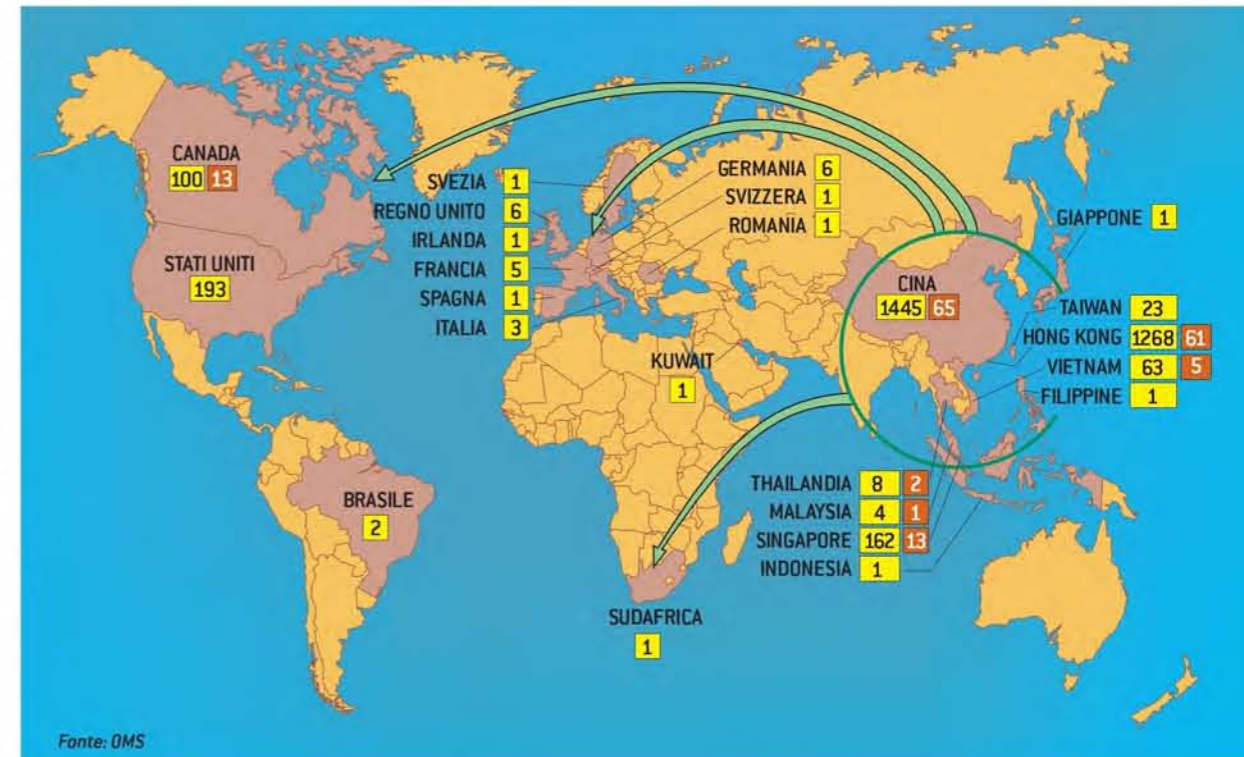 CANADA
100 13
STATI UNITI
193
BRASILE
2
SVEZIA 1
REGNO UNITO 6
IRLANDA 1
FRANCIA 5
SPAGNA 1
ITALIA 3
GERMANIA 6
SVIZZERA 1
ROMANIA 1
KUWAIT
1
SUDAFRICA
1
CINA
1445 65
GIAPPONE 1
TAIWAN 23
HONG KONG 1268 61
VIETNAM 63 5
FILIPPINE 1
THAILANDIA 8 2
MALAYSIA 4 1
SINGAPORE 162 13
INDONESIA 1
Fonte: OMS